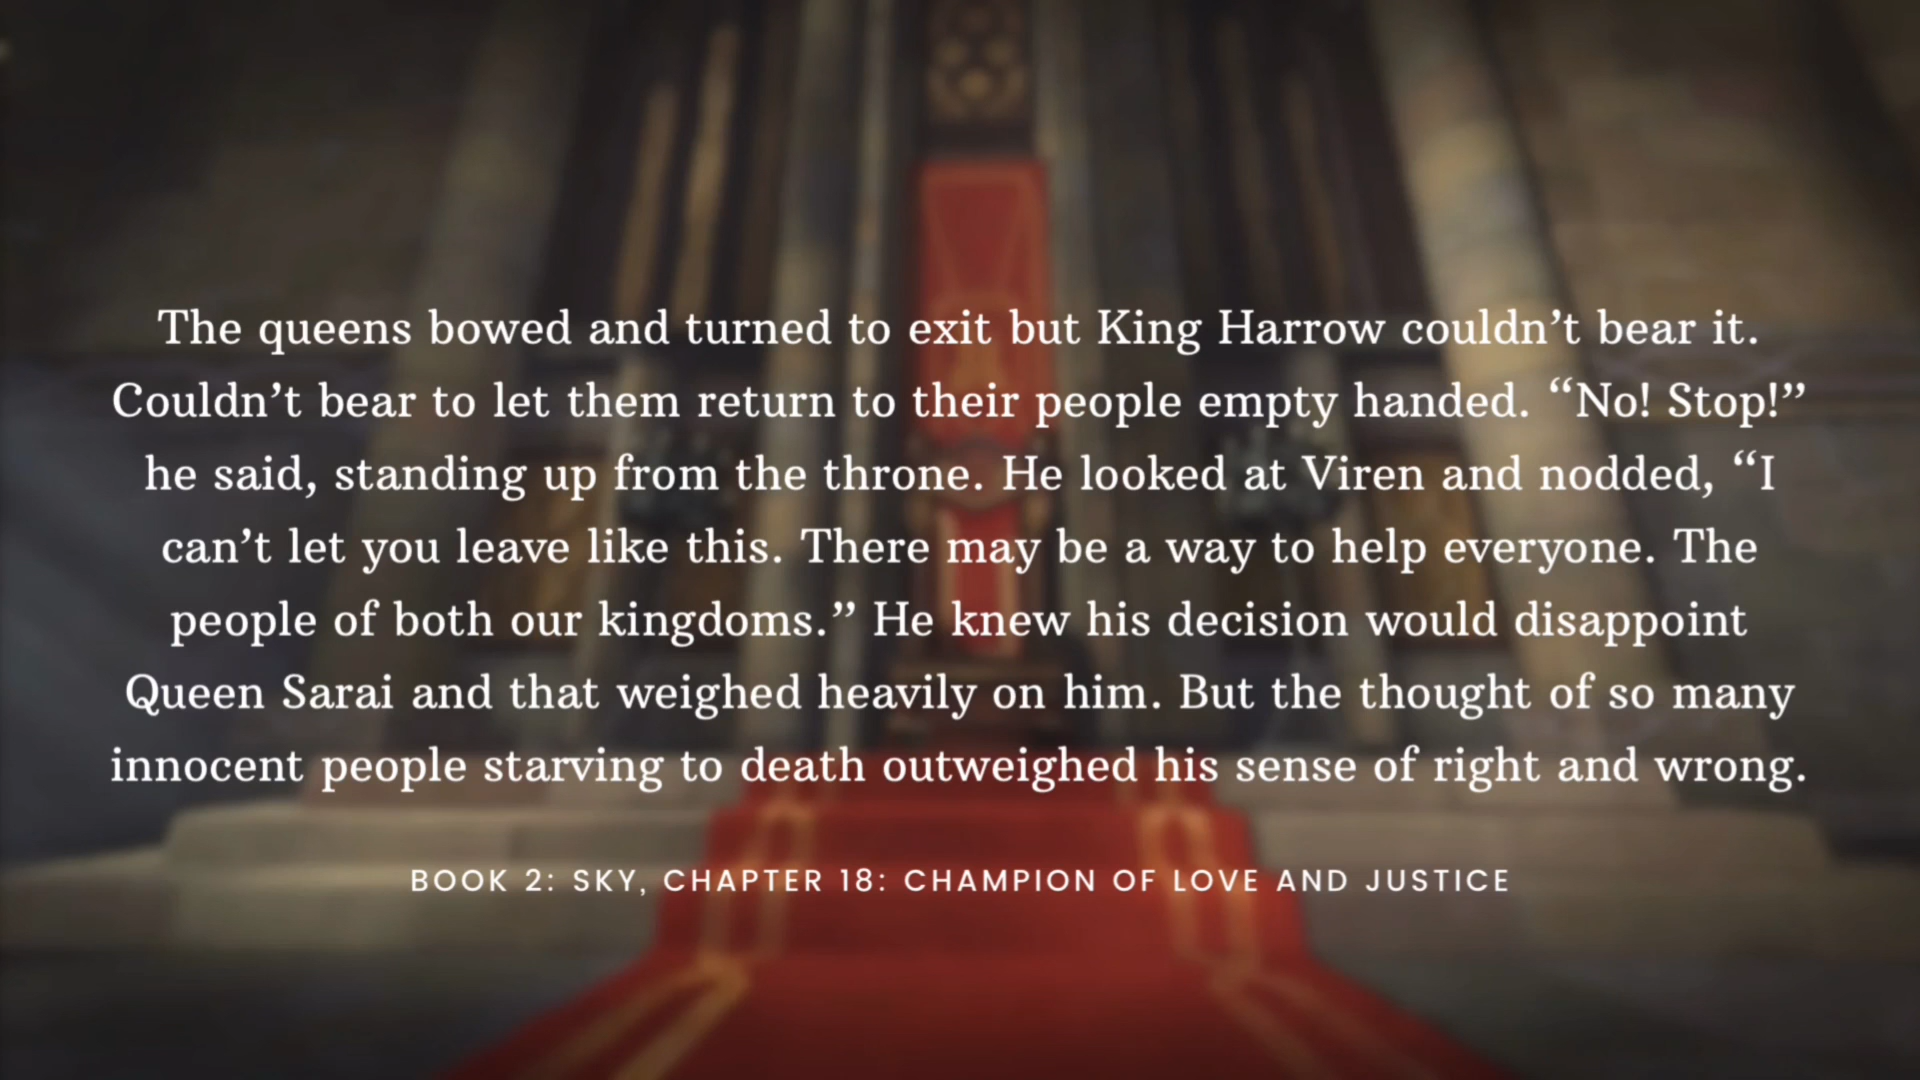 The queens bowed and turned to exit but King Harrow couldn’t bear it.
Couldn’t bear to let them return to their people empty handed. “No! Stop!”
he said, standing up from the throne. He looked at Viren and nodded, “I
can’t let you leave like this. There may be a way to help everyone. The
people of both our kingdoms.” He knew his decision would disappoint
Queen Sarai and that weighed heavily on him. But the thought of so many
innocent people starving to death outweighed his sense of right and wrong.
BOOK 2: SKY, CHAPTER 18: CHAMPION OF LOVE AND JUSTICE